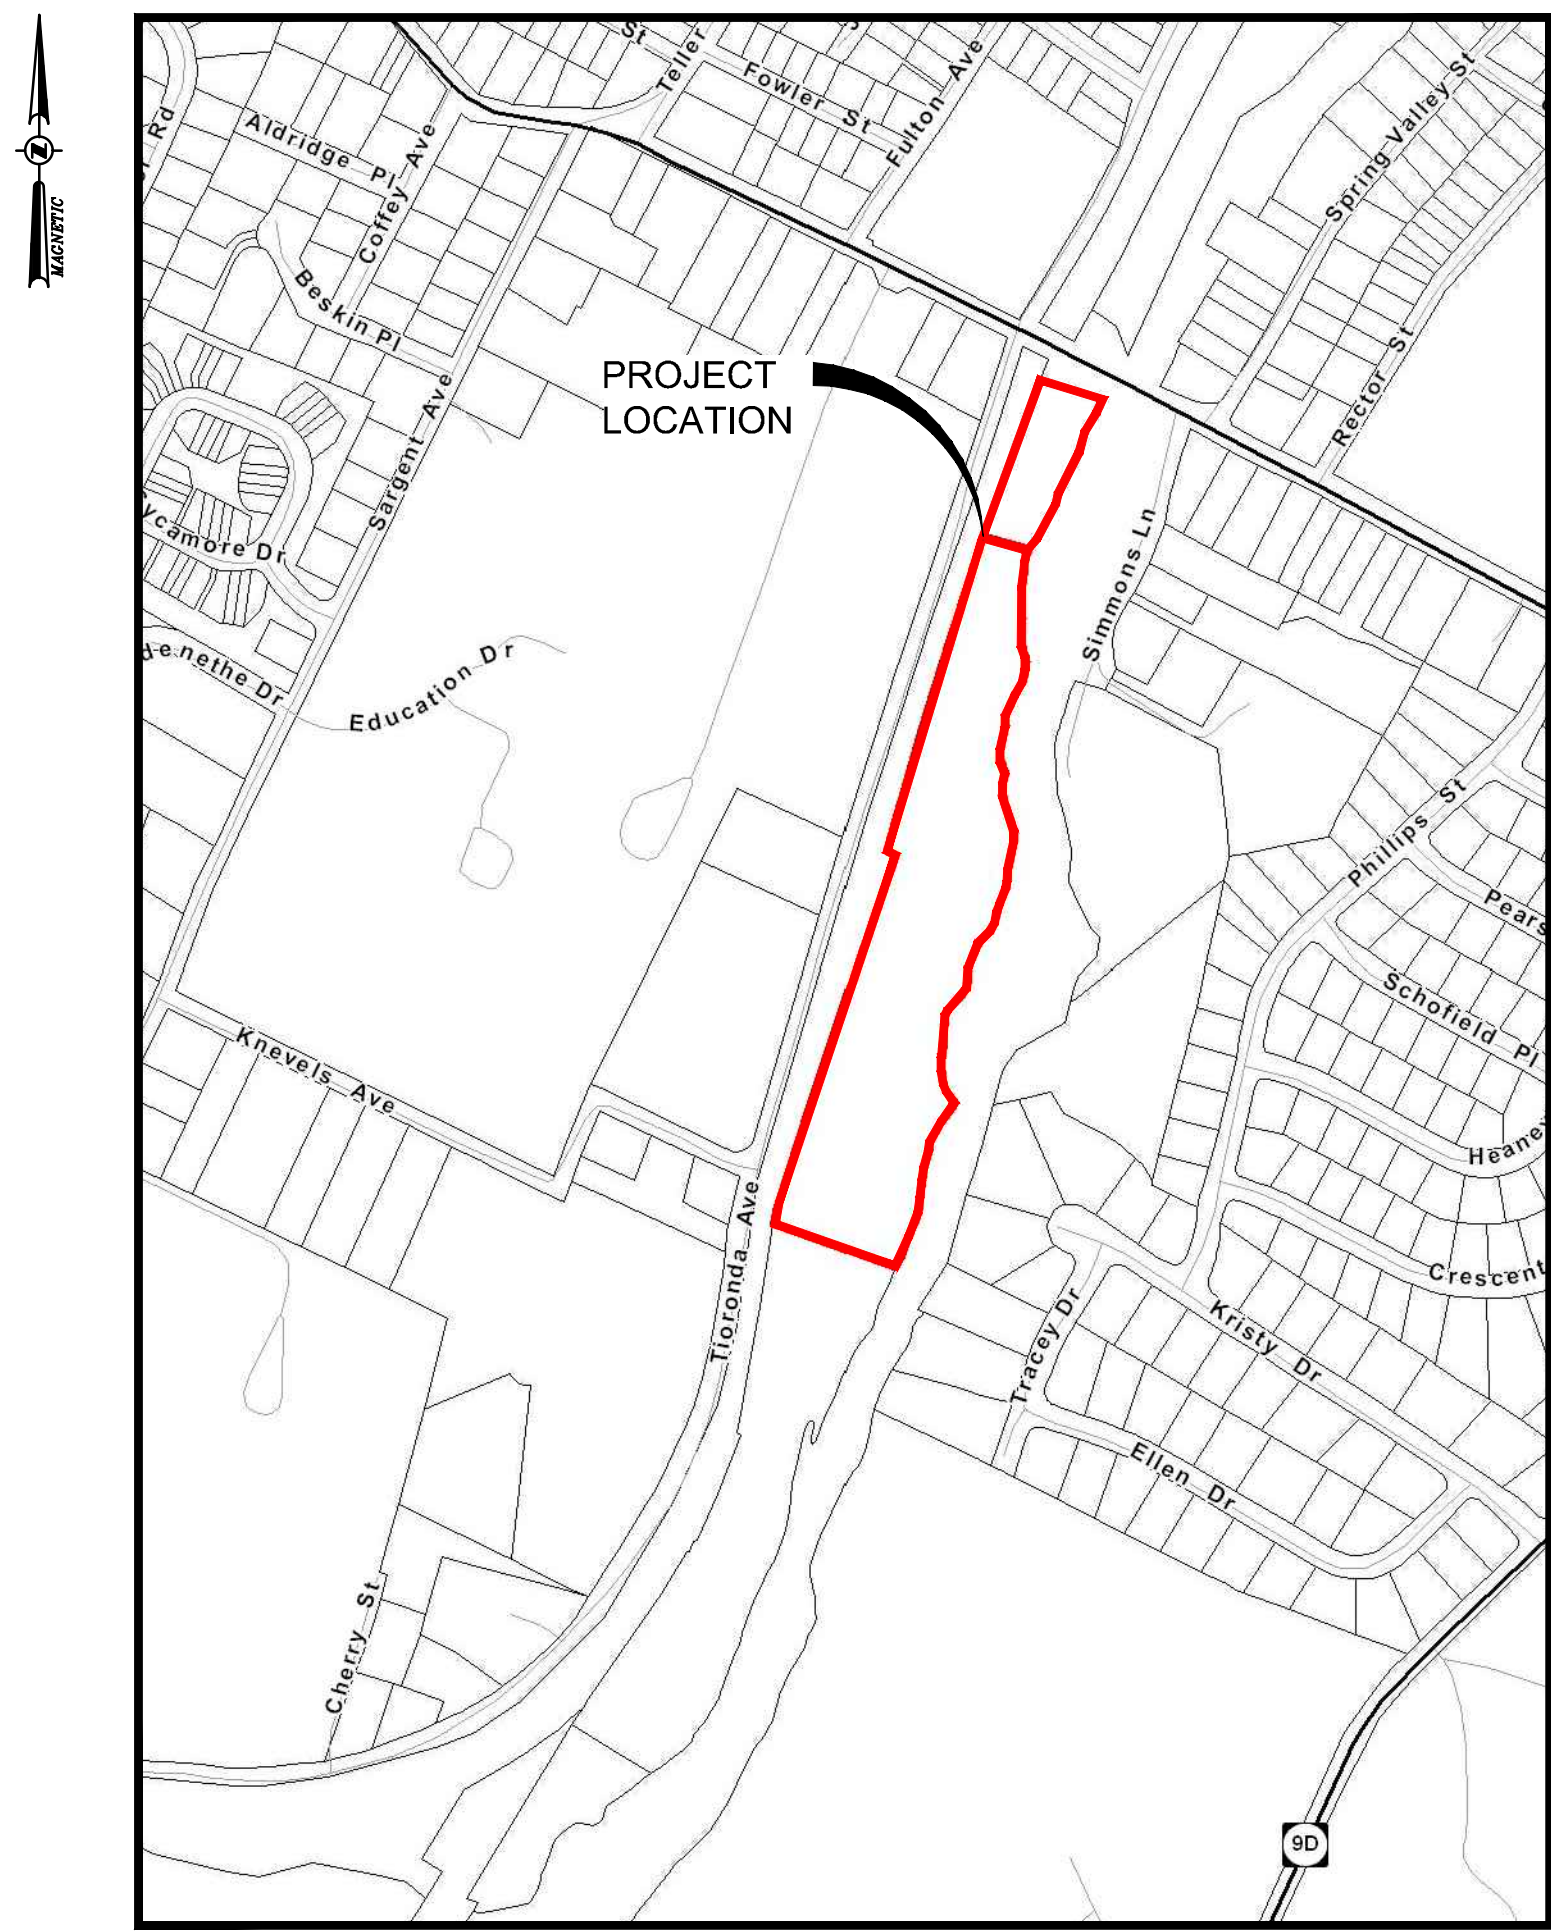 St
Teller
Fowler St
Fulton Ave
Spring Valley St
Rd
Aldridge Pl
Coffey Ave
N
MAGNETIC
Beskin Pl
Rector St
PROJECT
LOCATION
Sargent Ave
Sycamore Dr
Simmons Ln
denethe Dr
Education Dr
Phillips St
Pears
Schofield Pl
Knevels Ave
Heaney
Tioronda Ave
Crescent
Tracey Dr
Kristy Dr
Ellen Dr
Cherry St
9D